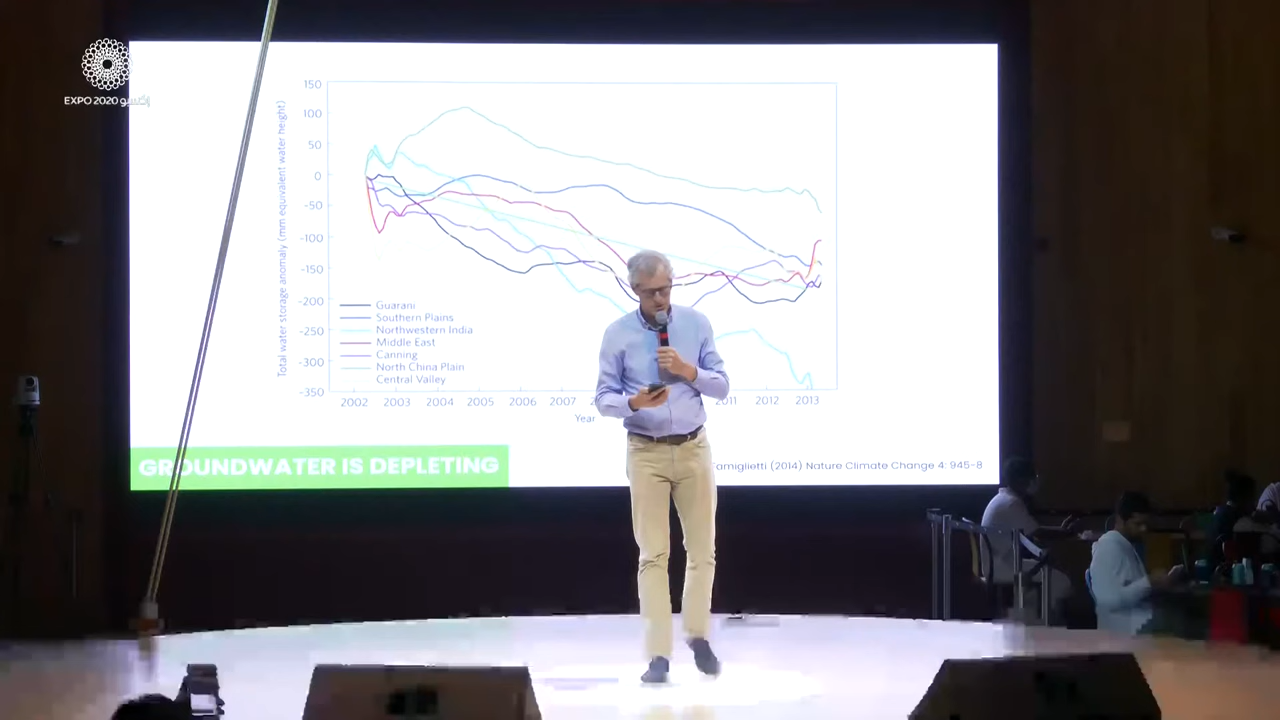 EXPO 2020 إكسبو
150
100
50
0
-50
-100
-150
-200
-250
-300
-350
Total water storage anomaly (mm equivalent water height)
Guarani
Southern Plains
Northwestern India
Middle East
Canning
North China Plain
Central Valley
2002 2003 2004 2005 2006 2007 2011 2012 2013
Year
GROUNDWATER IS DEPLETING
Famiglietti (2014) Nature Climate Change 4: 945-8